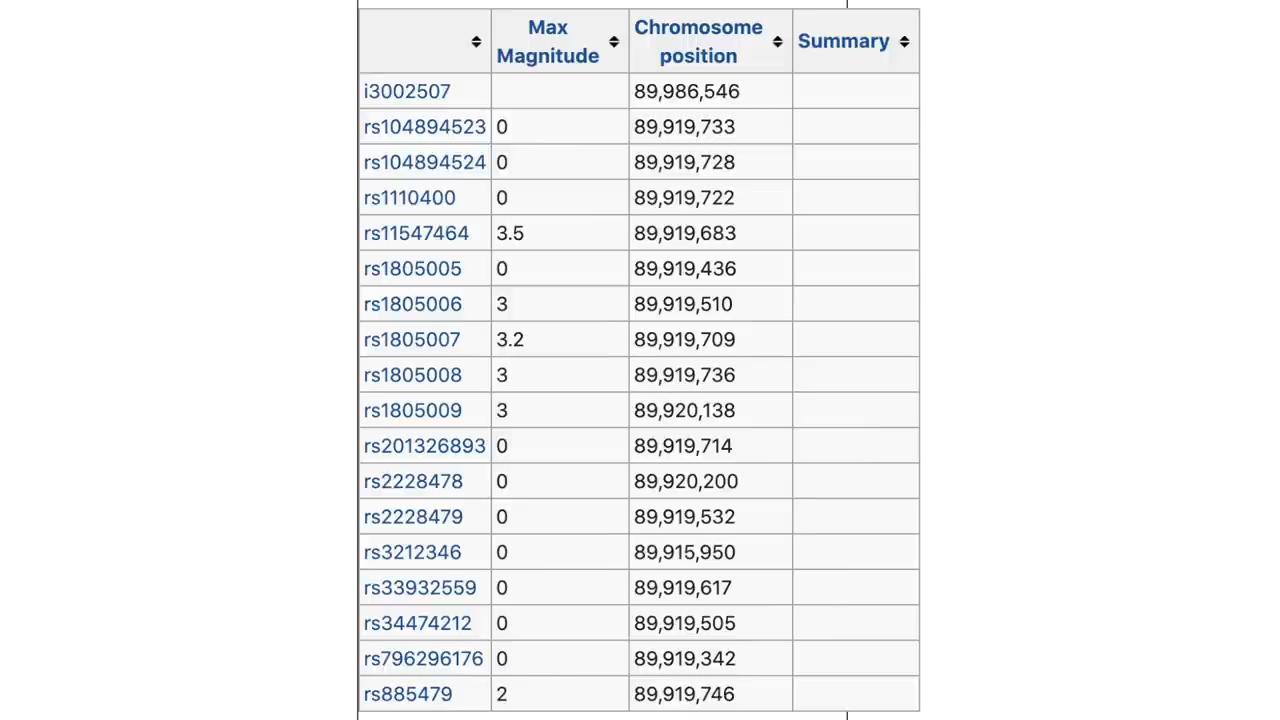 Max Magnitude Chromosome position Summary
i3002507 89,986,546
rs104894523 0 89,919,733
rs104894524 0 89,919,728
rs1110400 0 89,919,722
rs11547464 3.5 89,919,683
rs1805005 0 89,919,436
rs1805006 3 89,919,510
rs1805007 3.2 89,919,709
rs1805008 3 89,919,736
rs1805009 3 89,920,138
rs201326893 0 89,919,714
rs2228478 0 89,920,200
rs2228479 0 89,919,532
rs3212346 0 89,915,950
rs33932559 0 89,919,617
rs34474212 0 89,919,505
rs796296176 0 89,919,342
rs885479 2 89,919,746